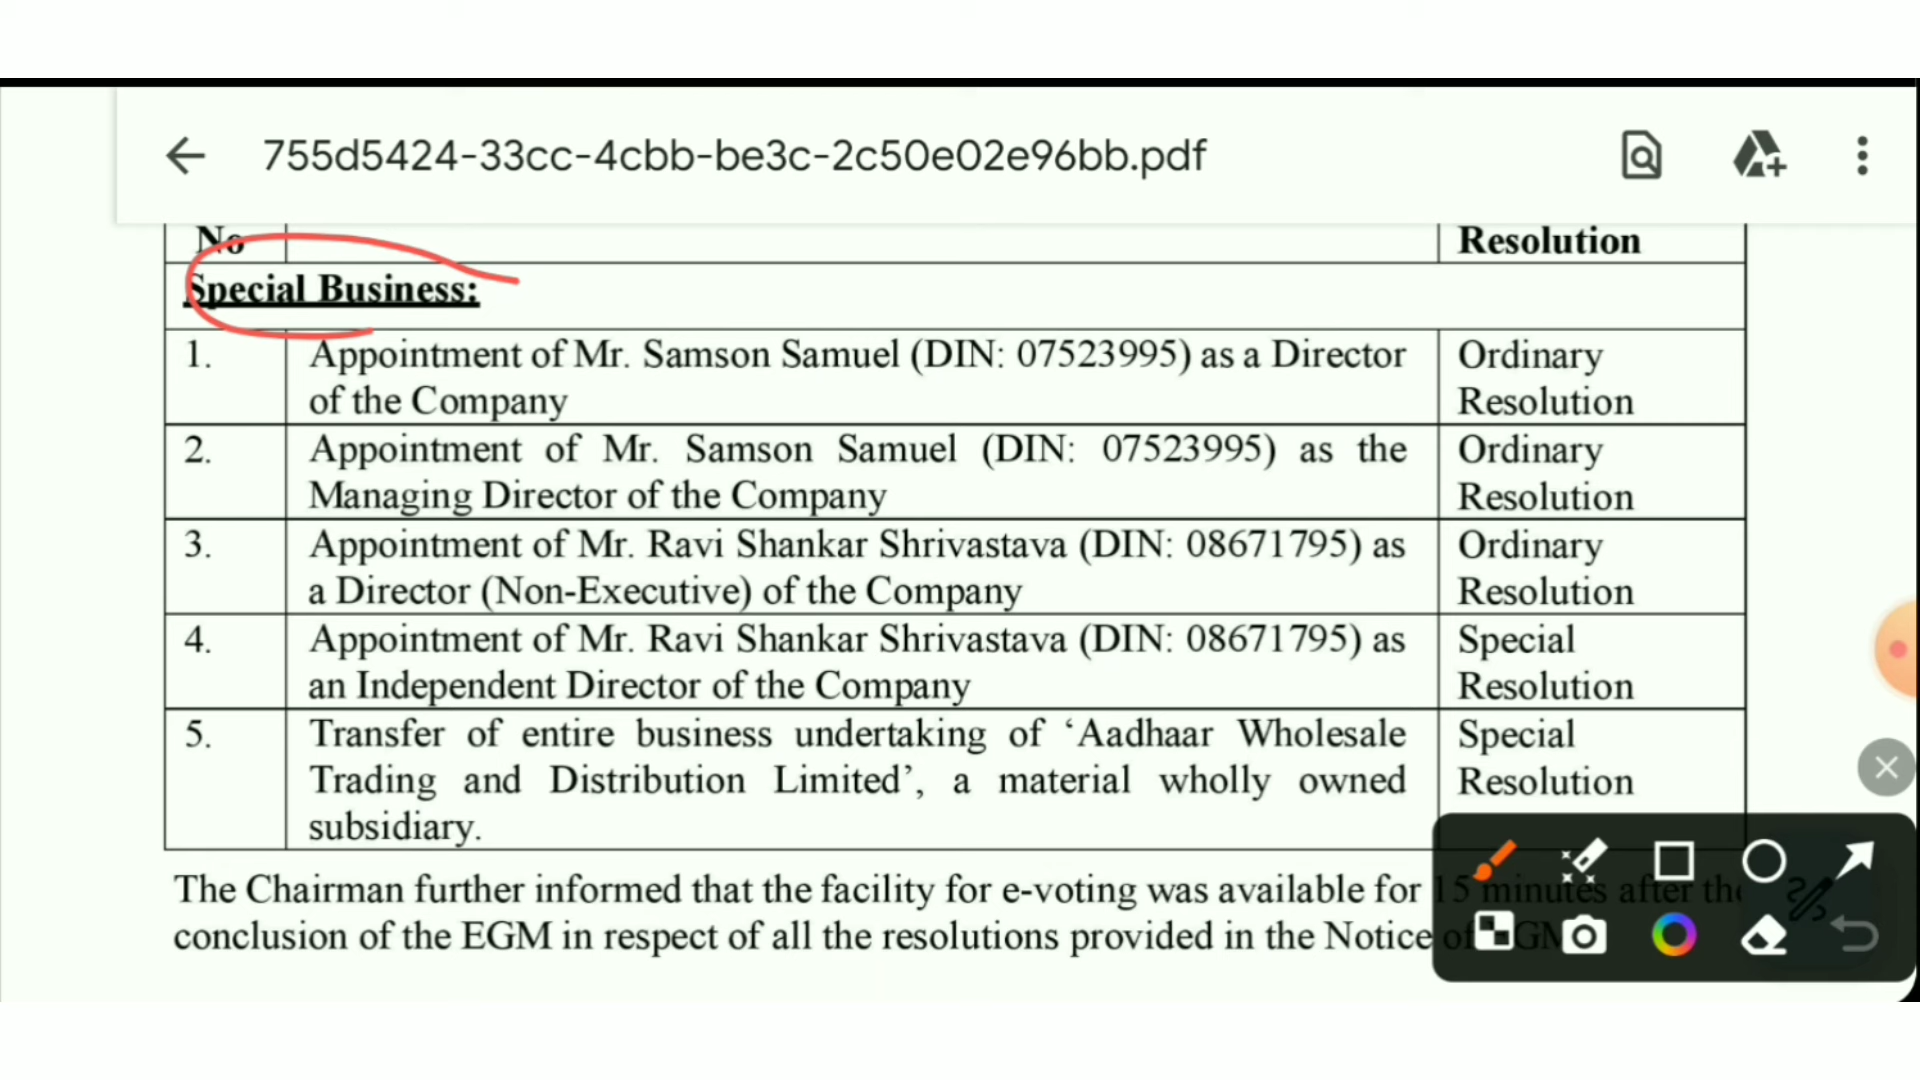 755d5424-33cc-4cbb-be3c-2c50e02e96bb.pdf
No Resolution
Special Business:
1. Appointment of Mr. Samson Samuel (DIN: 07523995) as a Director Ordinary
of the Company Resolution
2. Appointment of Mr. Samson Samuel (DIN: 07523995) as the Ordinary
Managing Director of the Company Resolution
3. Appointment of Mr. Ravi Shankar Shrivastava (DIN: 08671795) as Ordinary
a Director (Non-Executive) of the Company Resolution
4. Appointment of Mr. Ravi Shankar Shrivastava (DIN: 08671795) as Special
an Independent Director of the Company Resolution
5. Transfer of entire business undertaking of ‘Aadhaar Wholesale Special
Trading and Distribution Limited’, a material wholly owned Resolution
subsidiary.
The Chairman further informed that the facility for e-voting was available for 15 minutes after the
conclusion of the EGM in respect of all the resolutions provided in the Notice of